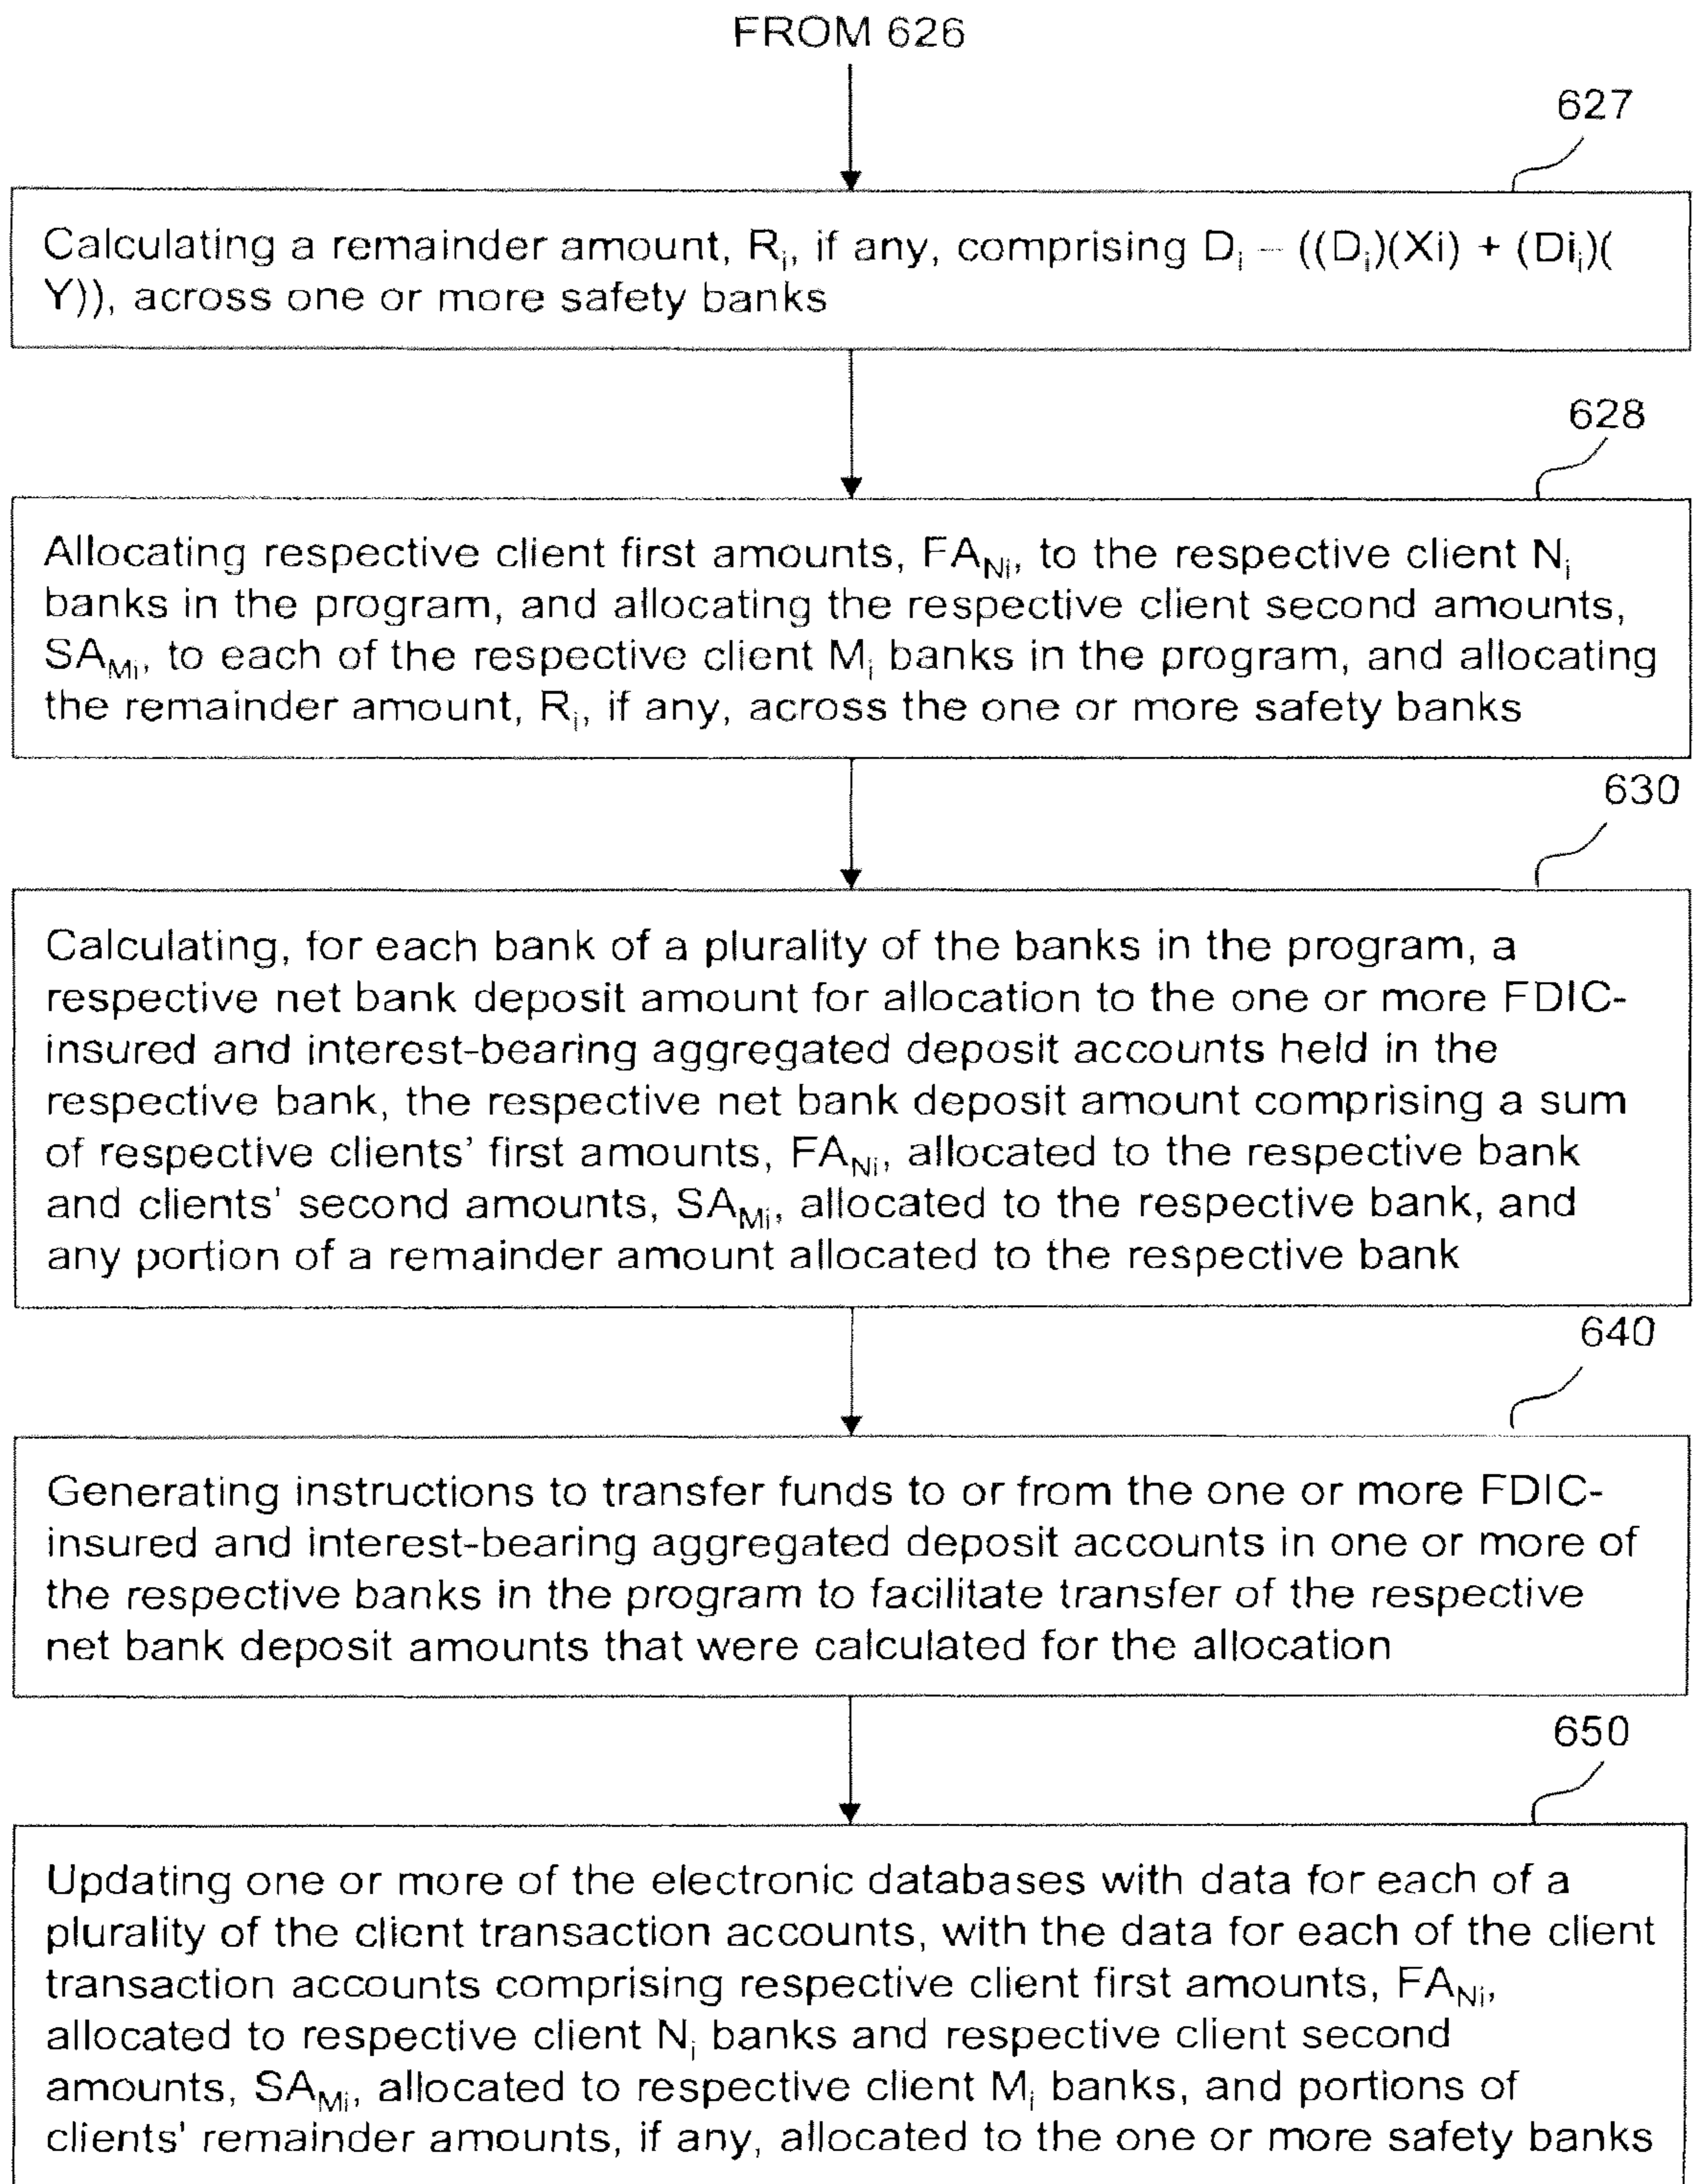 FROM 626
627
Calculating a remainder amount, Ri, if any, comprising Di – ((Di)(Xi) + (Dii)(
Y)), across one or more safety banks
628
Allocating respective client first amounts, FANi, to the respective client Ni
banks in the program, and allocating the respective client second amounts,
SAMi, to each of the respective client Mi banks in the program, and allocating
the remainder amount, Ri, if any, across the one or more safety banks
630
Calculating, for each bank of a plurality of the banks in the program, a
respective net bank deposit amount for allocation to the one or more FDIC-
insured and interest-bearing aggregated deposit accounts held in the
respective bank, the respective net bank deposit amount comprising a sum
of respective clients' first amounts, FANi, allocated to the respective bank
and clients' second amounts, SAMi, allocated to the respective bank, and
any portion of a remainder amount allocated to the respective bank
640
Generating instructions to transfer funds to or from the one or more FDIC-
insured and interest-bearing aggregated deposit accounts in one or more of
the respective banks in the program to facilitate transfer of the respective
net bank deposit amounts that were calculated for the allocation
650
Updating one or more of the electronic databases with data for each of a
plurality of the client transaction accounts, with the data for each of the client
transaction accounts comprising respective client first amounts, FANi,
allocated to respective client Ni banks and respective client second
amounts, SAMi, allocated to respective client Mi banks, and portions of
clients' remainder amounts, if any, allocated to the one or more safety banks